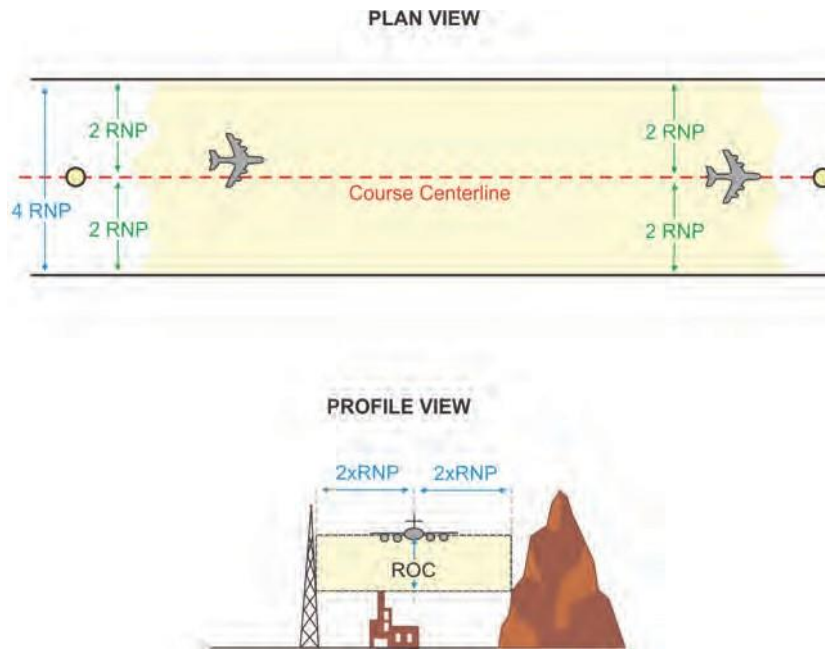 PLAN VIEW
2 RNP
2 RNP
Course Centerline
4 RNP
2 RNP
2 RNP
PROFILE VIEW
2xRNP
2xRNP
ROC